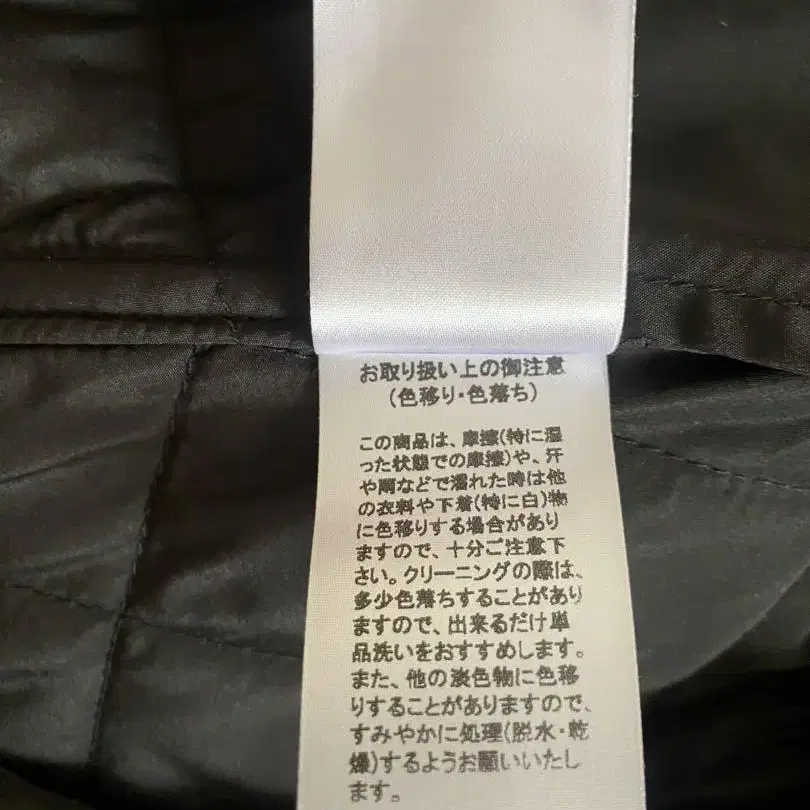 お取り扱い上の御注意
(色移り・色落ち)
この商品は、摩擦(特に湿
った状態での摩擦)や、汗
や雨などで濡れた時は他
の衣料や下着(特に白)物
に色移りする場合があり
ますので、十分ご注意下
さい。クリーニングの際は、
多少色落ちすることがあり
ますので、出来るだけ単
品洗いをおすすめします。
また、他の淡色物に色移
りすることがありますので、
すみやかに処理(脱水・乾
燥)するようお願いいたし
ます。